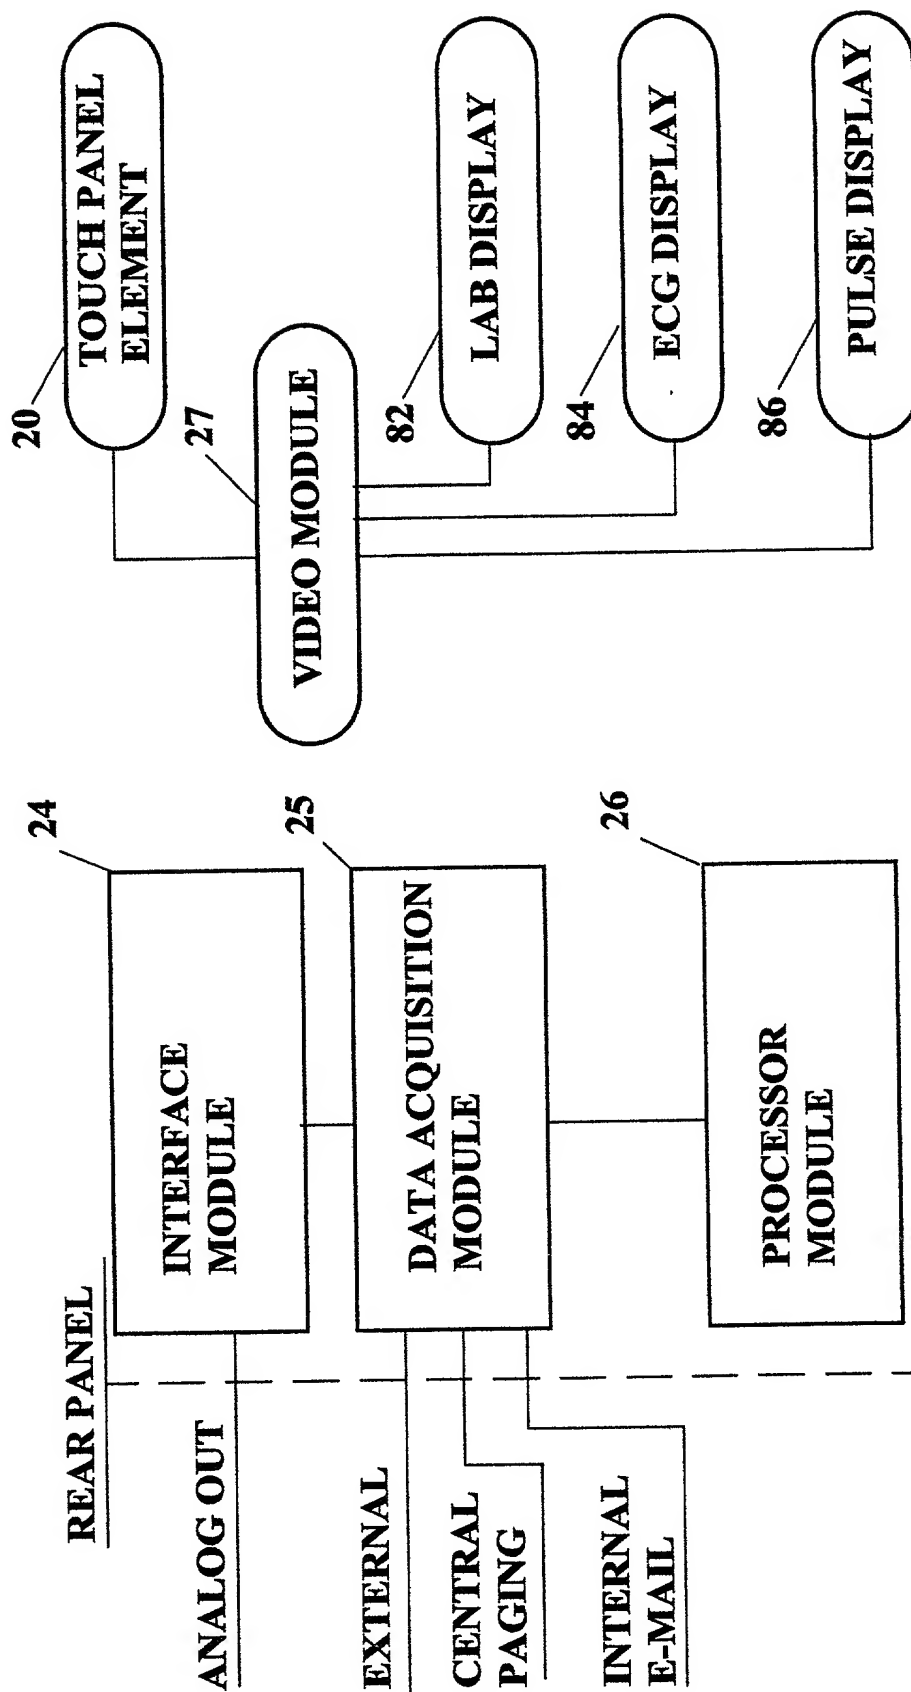 REAR PANEL
ANALOG OUT
EXTERNAL
CENTRAL
PAGING
INTERNAL
E-MAIL
24
INTERFACE
MODULE
25
DATA ACQUISITION
MODULE
26
PROCESSOR
MODULE
20
TOUCH PANEL
ELEMENT
27
VIDEO MODULE
82
LAB DISPLAY
84
ECG DISPLAY
86
PULSE DISPLAY